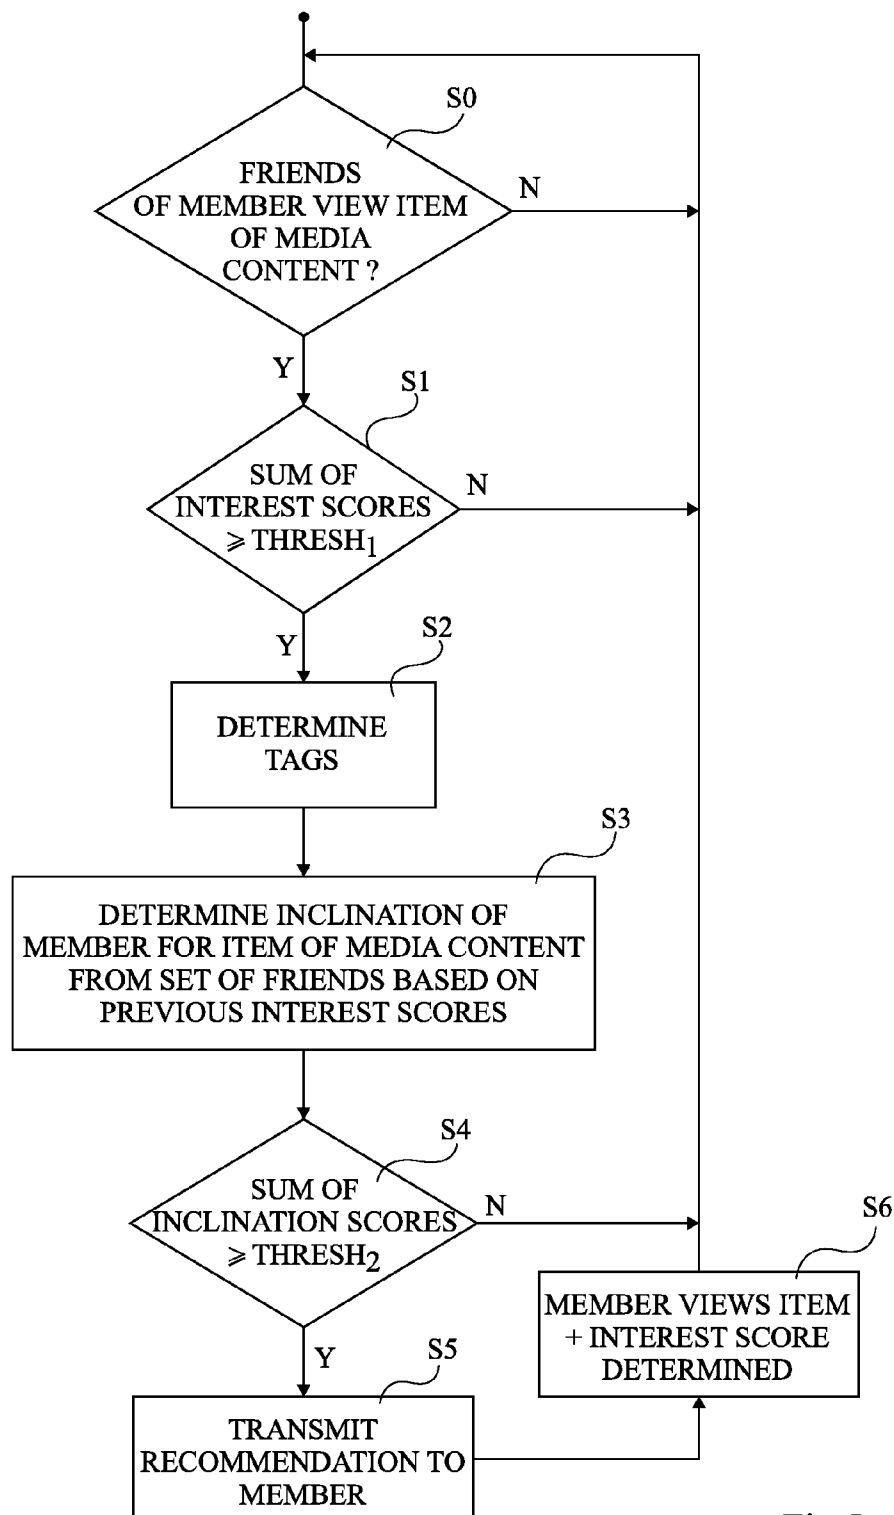 S0
FRIENDS
OF MEMBER VIEW ITEM
OF MEDIA
CONTENT ?
N
Y
S1
SUM OF
INTEREST SCORES
⩾ THRESH1
N
Y
S2
DETERMINE
TAGS
S3
DETERMINE INCLINATION OF
MEMBER FOR ITEM OF MEDIA CONTENT
FROM SET OF FRIENDS BASED ON
PREVIOUS INTEREST SCORES
S4
SUM OF
INCLINATION SCORES
⩾ THRESH2
N
Y
S6
MEMBER VIEWS ITEM
+ INTEREST SCORE
DETERMINED
S5
TRANSMIT
RECOMMENDATION TO
MEMBER